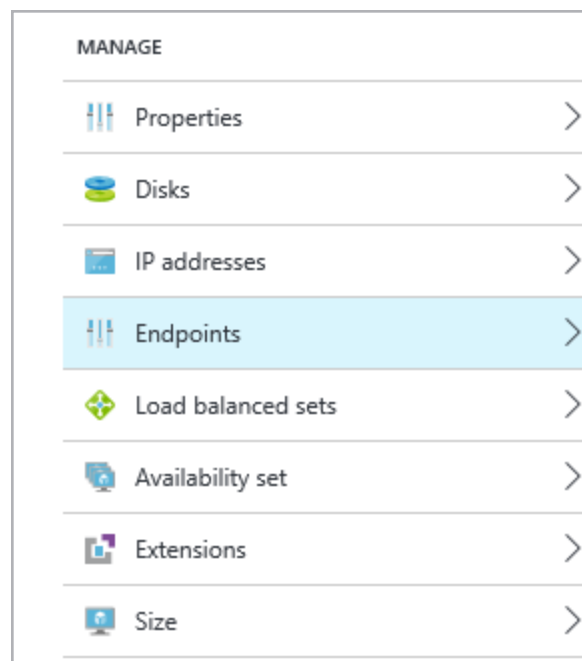 MANAGE
Properties
Disks
IP addresses
Endpoints
Load balanced sets
Availability set
Extensions
Size